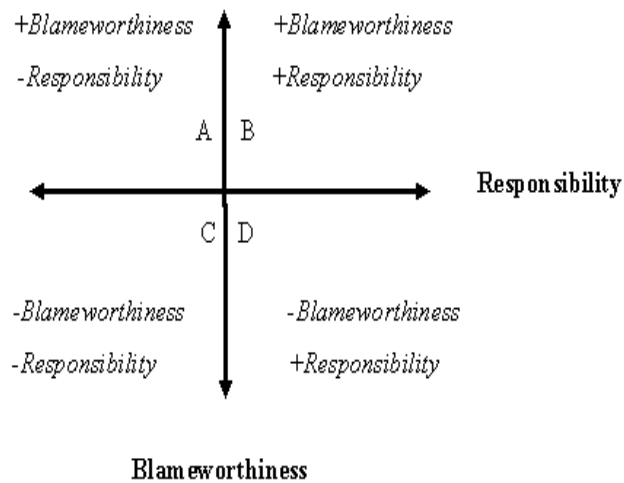 +Blameworthiness
-Responsibility
+Blameworthiness
+Responsibility
A B
Responsibility
C D
-Blameworthiness
-Responsibility
-Blameworthiness
+Responsibility
Blameworthiness